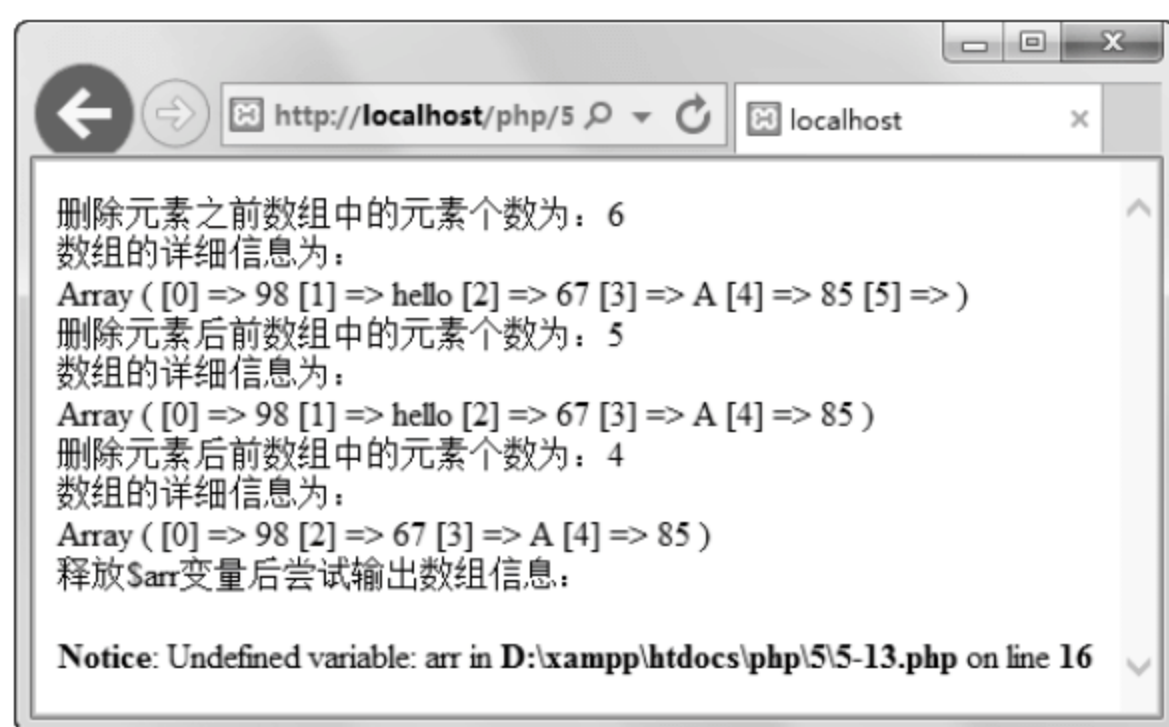 http://localhost/php/5
localhost
删除元素之前数组中的元素个数为：6
数组的详细信息为：
Array ( [0] => 98 [1] => hello [2] => 67 [3] => A [4] => 85 [5] => )
删除元素后前数组中的元素个数为：5
数组的详细信息为：
Array ( [0] => 98 [1] => hello [2] => 67 [3] => A [4] => 85 )
删除元素后前数组中的元素个数为：4
数组的详细信息为：
Array ( [0] => 98 [2] => 67 [3] => A [4] => 85 )
释放$arr变量后尝试输出数组信息：
Notice: Undefined variable: arr in D:\xampp\htdocs\php\5\5-13.php on line 16